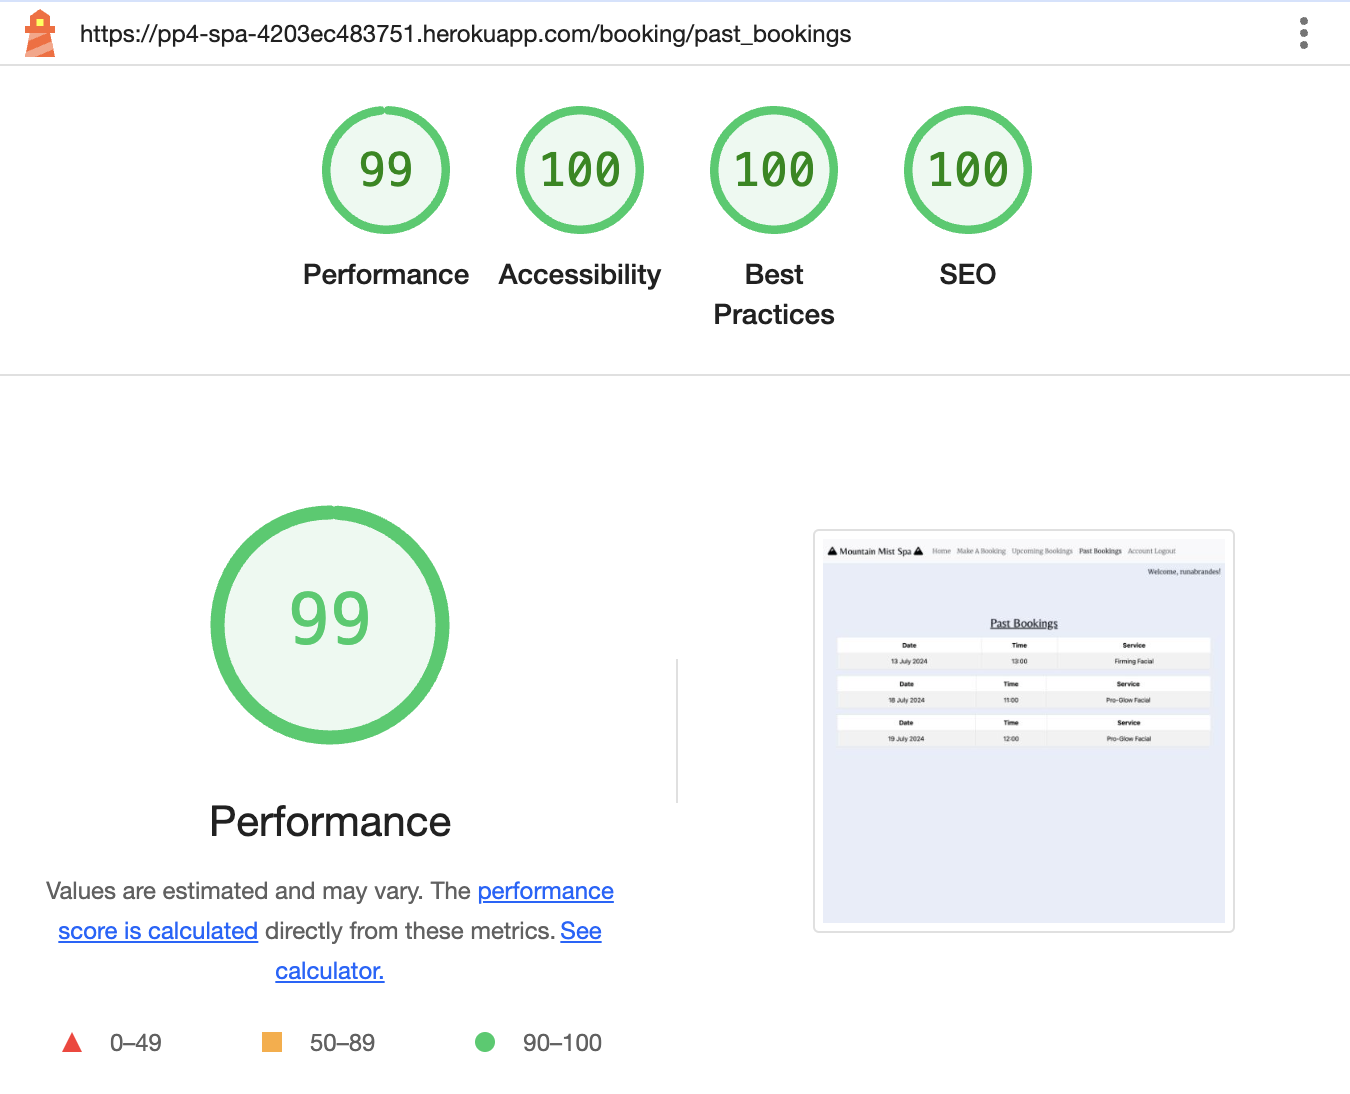 https://pp4-spa-4203ec483751.herokuapp.com/booking/past_bookings
99
100
100
100
Performance
Accessibility
Best
Practices
SEO
99
Performance
Values are estimated and may vary. The performance
score is calculated directly from these metrics. See
calculator.
0–49
50–89
90–100
Mountain Mist Spa
Home Make A Booking Upcoming Bookings Past Bookings Account Logout
Welcome, runabrandes!
Past Bookings
Date Time Service
13 July 2024 13:00 Firming Facial
Date Time Service
18 July 2024 11:00 Pro-Glow Facial
Date Time Service
19 July 2024 12:00 Pro-Glow Facial